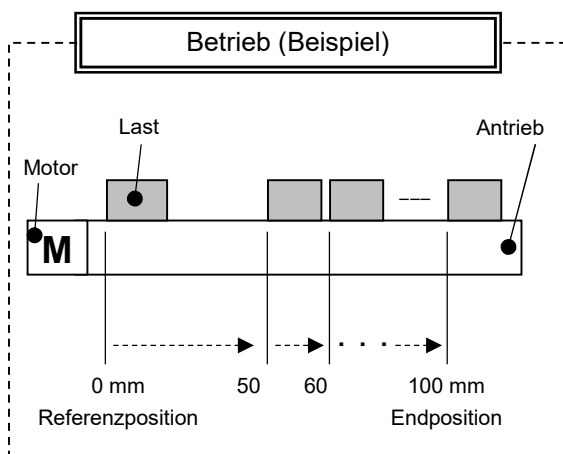 Betrieb (Beispiel)
Last
Antrieb
Motor
M
0 mm 50 60 100 mm
Referenzposition Endposition